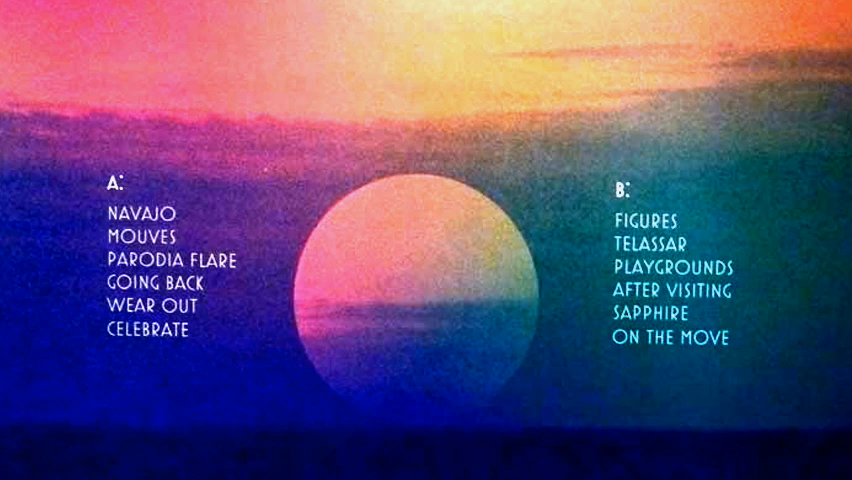 A:
NAVAJO
MOUVES
PARODIA FLARE
GOING BACK
WEAR OUT
CELEBRATE
B:
FIGURES
TELASSAR
PLAYGROUNDS
AFTER VISITING
SAPPHIRE
ON THE MOVE